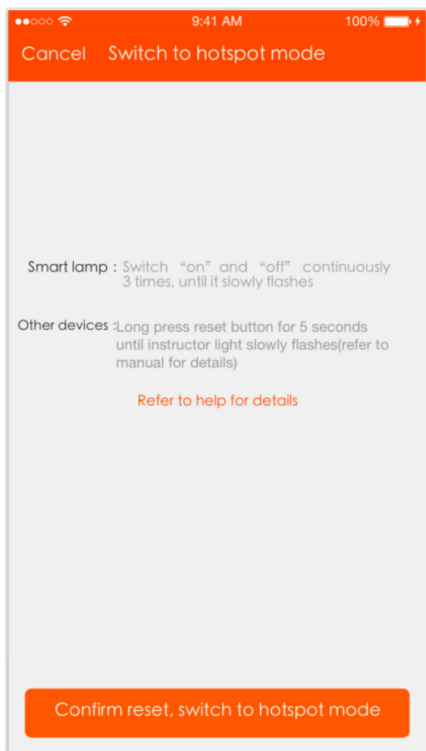 9:41 AM 100%
Cancel Switch to hotspot mode
Smart lamp : Switch “on” and “off” continuously
3 times, until it slowly flashes
Other devices :Long press reset button for 5 seconds
until instructor light slowly flashes(refer to
manual for details)
Refer to help for details
Confirm reset, switch to hotspot mode